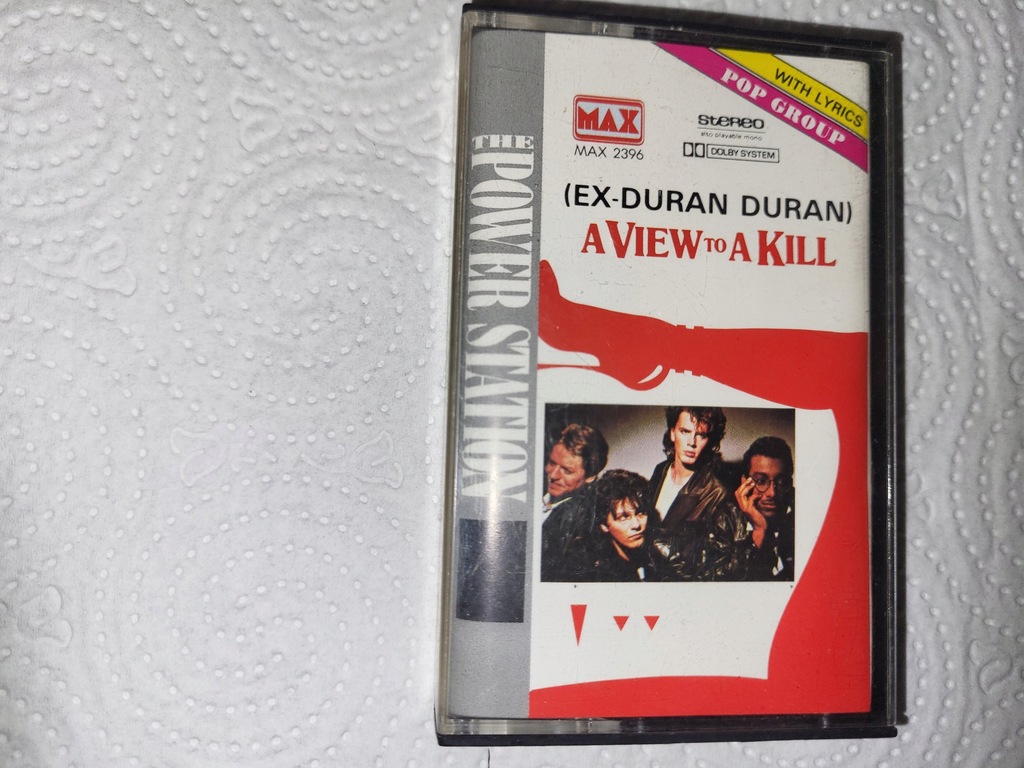 THE POWER STATION
WITH LYRICS
POP GROUP
MAX
MAX 2396
STEREO
also playable mono
DOLBY SYSTEM
(EX-DURAN DURAN)
A VIEW TO A KILL